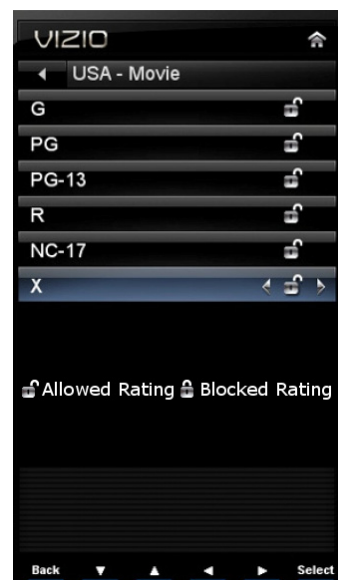 VIZIO
USA - Movie
G
PG
PG-13
R
NC-17
X
Allowed Rating Blocked Rating
Back Select